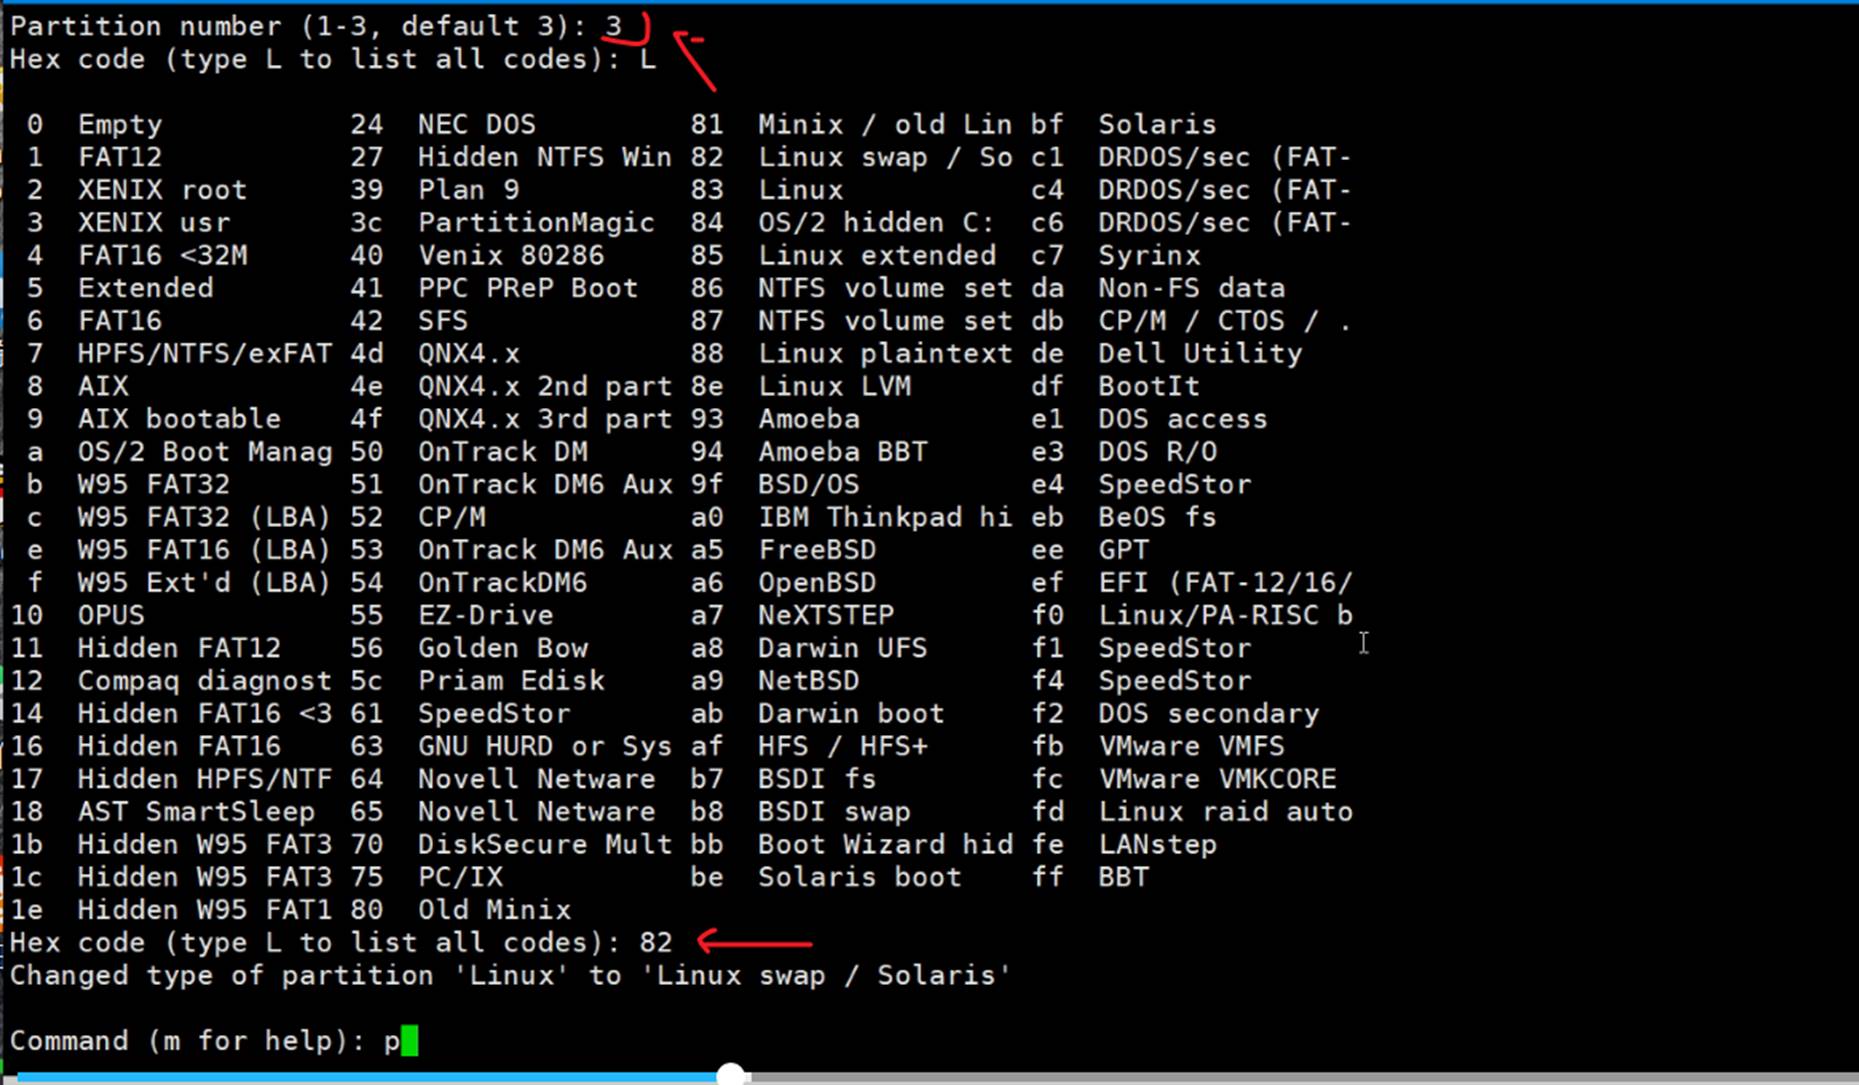 Partition number (1-3, default 3): 3
Hex code (type L to list all codes): L
0 Empty 24 NEC DOS 81 Minix / old Lin bf Solaris
1 FAT12 27 Hidden NTFS Win 82 Linux swap / So c1 DRDOS/sec (FAT-
2 XENIX root 39 Plan 9 83 Linux c4 DRDOS/sec (FAT-
3 XENIX usr 3c PartitionMagic 84 OS/2 hidden C: c6 DRDOS/sec (FAT-
4 FAT16 <32M 40 Venix 80286 85 Linux extended c7 Syrinx
5 Extended 41 PPC PReP Boot 86 NTFS volume set da Non-FS data
6 FAT16 42 SFS 87 NTFS volume set db CP/M / CTOS / .
7 HPFS/NTFS/exFAT 4d QNX4.x 88 Linux plaintext de Dell Utility
8 AIX 4e QNX4.x 2nd part 8e Linux LVM df BootIt
9 AIX bootable 4f QNX4.x 3rd part 93 Amoeba e1 DOS access
a OS/2 Boot Manag 50 OnTrack DM 94 Amoeba BBT e3 DOS R/O
b W95 FAT32 51 OnTrack DM6 Aux 9f BSD/OS e4 SpeedStor
c W95 FAT32 (LBA) 52 CP/M a0 IBM Thinkpad hi eb BeOS fs
e W95 FAT16 (LBA) 53 OnTrack DM6 Aux a5 FreeBSD ee GPT
f W95 Ext'd (LBA) 54 OnTrackDM6 a6 OpenBSD ef EFI (FAT-12/16/
10 OPUS 55 EZ-Drive a7 NeXTSTEP f0 Linux/PA-RISC b
11 Hidden FAT12 56 Golden Bow a8 Darwin UFS f1 SpeedStor
12 Compaq diagnost 5c Priam Edisk a9 NetBSD f4 SpeedStor
14 Hidden FAT16 <3 61 SpeedStor ab Darwin boot f2 DOS secondary
16 Hidden FAT16 63 GNU HURD or Sys af HFS / HFS+ fb VMware VMFS
17 Hidden HPFS/NTF 64 Novell Netware b7 BSDI fs fc VMware VMKCORE
18 AST SmartSleep 65 Novell Netware b8 BSDI swap fd Linux raid auto
1b Hidden W95 FAT3 70 DiskSecure Mult bb Boot Wizard hid fe LANstep
1c Hidden W95 FAT3 75 PC/IX be Solaris boot ff BBT
1e Hidden W95 FAT1 80 Old Minix
Hex code (type L to list all codes): 82
Changed type of partition 'Linux' to 'Linux swap / Solaris'
Command (m for help): p